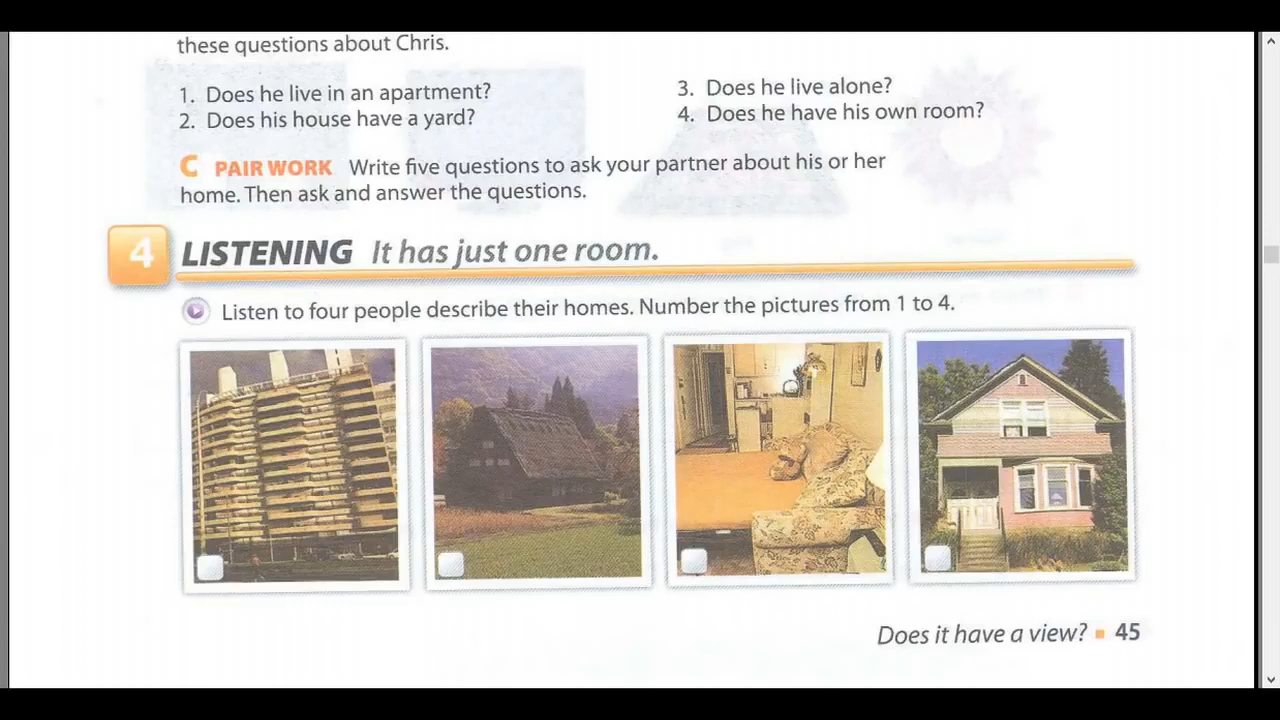 these questions about Chris.
1. Does he live in an apartment?
2. Does his house have a yard?
3. Does he live alone?
4. Does he have his own room?
C PAIR WORK Write five questions to ask your partner about his or her
home. Then ask and answer the questions.
4 LISTENING It has just one room.
Listen to four people describe their homes. Number the pictures from 1 to 4.
Does it have a view? ▪ 45